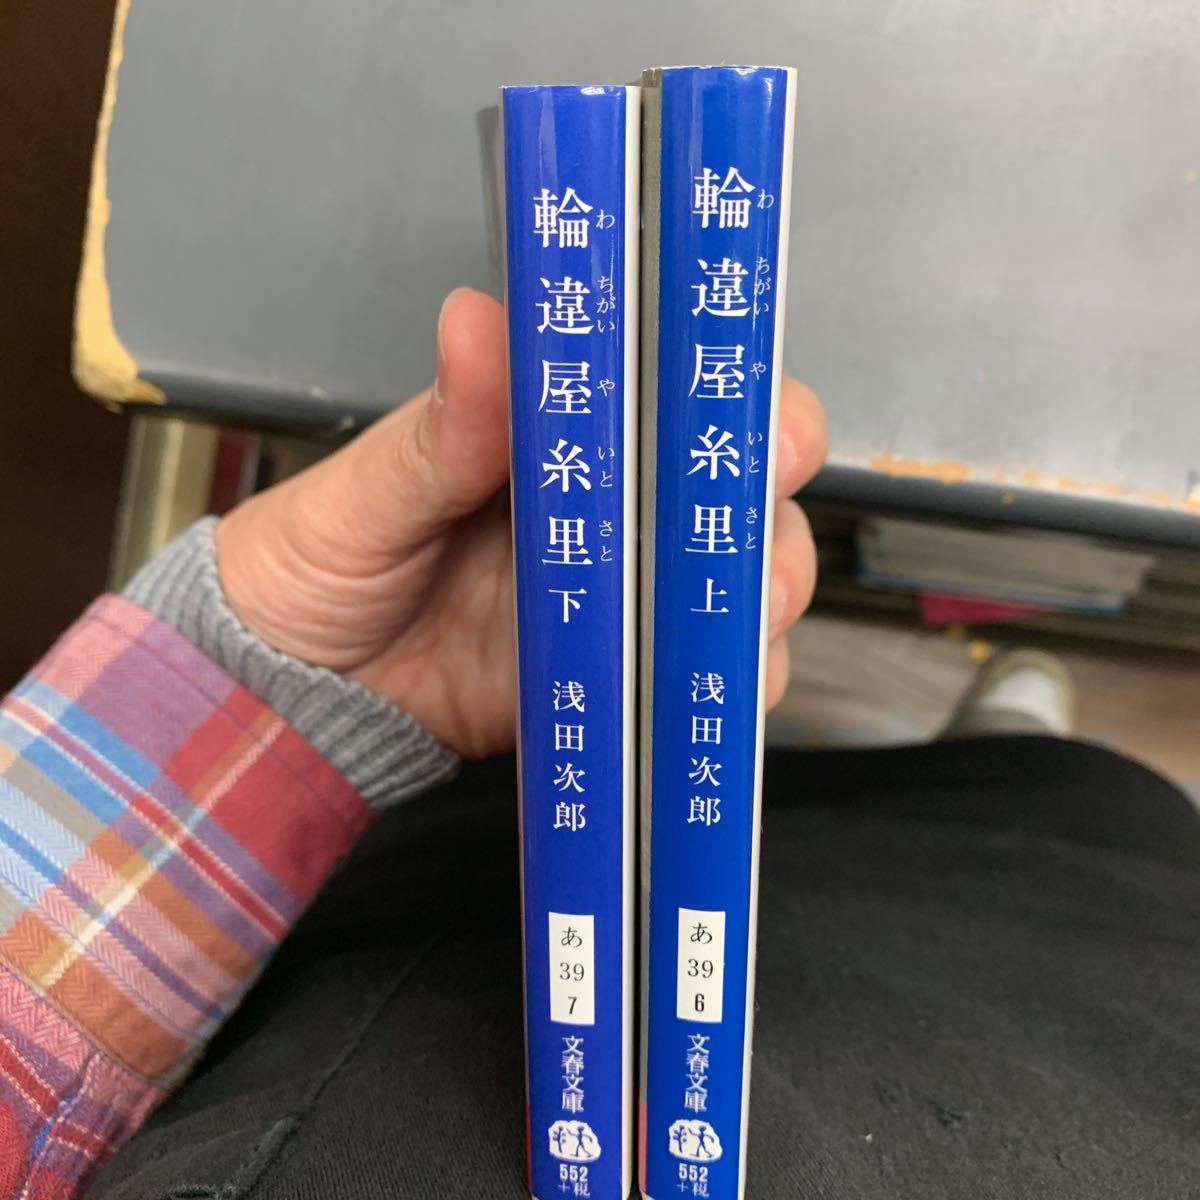 輪違屋糸里 下
わ ちがい や いと さと
浅田次郎
あ
39
7
文春文庫
552
+税
輪違屋糸里 上
わ ちがい や いと さと
浅田次郎
あ
39
6
文春文庫
552
+税